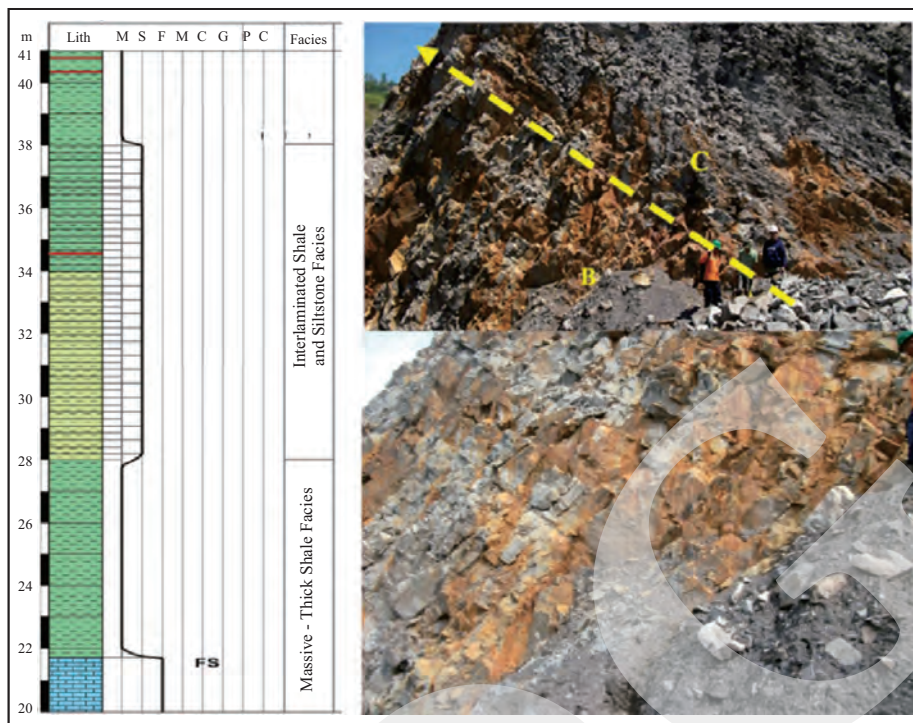 m Lith M S F M C G P C Facies
41
40
38
36
34
32
30
28
26
24
22
20
Interlaminated Shale
and Siltstone Facies
Massive - Thick Shale Facies
FS
C
B